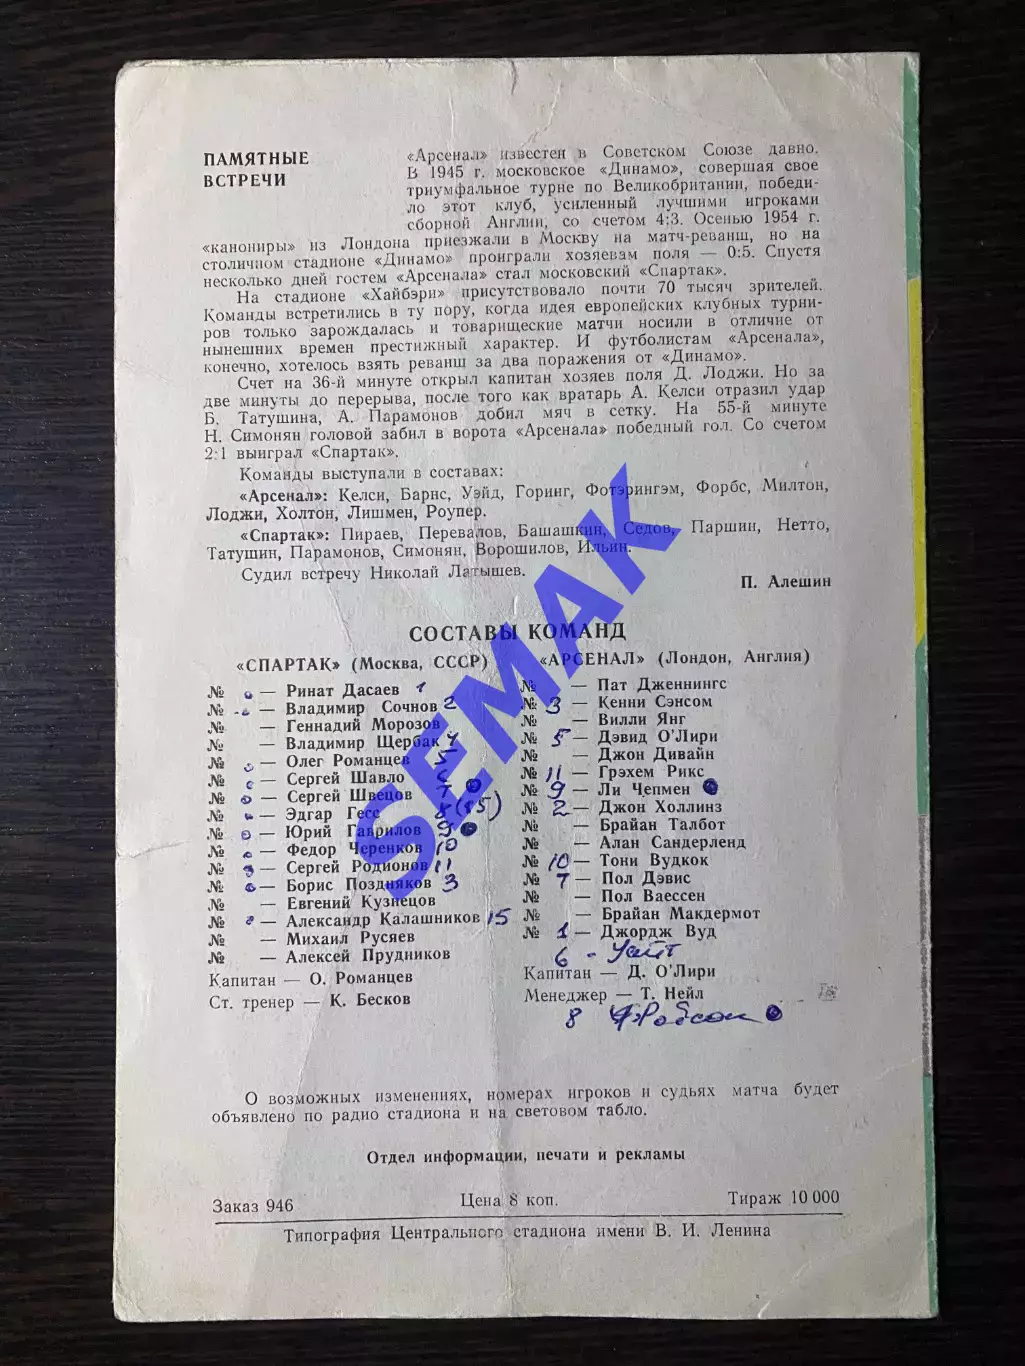 ПАМЯТНЫЕ
ВСТРЕЧИ
«Арсенал» известен в Советском Союзе давно.
В 1945 г. московское «Динамо», совершая свое
триумфальное турне по Великобритании, победи-
ло этот клуб, усиленный лучшими игроками
сборной Англии, со счетом 4:3. Осенью 1954 г.
«канониры» из Лондона приезжали в Москву на матч-реванш, но на
столичном стадионе «Динамо» проиграли хозяевам поля — 0:5. Спустя
несколько дней гостем «Арсенала» стал московский «Спартак».
На стадионе «Хайбэри» присутствовало почти 70 тысяч зрителей.
Команды встретились в ту пору, когда идея европейских клубных турни-
ров только зарождалась и товарищеские матчи носили в отличие от
нынешних времен престижный характер. И футболистам «Арсенала»,
конечно, хотелось взять реванш за два поражения от «Динамо».
Счет на 36-й минуте открыл капитан хозяев поля Д. Лоджи. Но за
две минуты до перерыва, после того как вратарь А. Келси отразил удар
Б. Татушина, А. Парамонов добил мяч в сетку. На 55-й минуте
Н. Симонян головой забил в ворота «Арсенала» победный гол. Со счетом
2:1 выиграл «Спартак».
Команды выступали в составах:
«Арсенал»: Келси, Барнс, Уэйд, Горинг, Фотэрингэм, Форбс, Милтон,
Лоджи, Холтон, Лишмен, Роупер.
«Спартак»: Пираев, Перевалов, Башашкин, Седов, Паршин, Нетто,
Татушин, Парамонов, Симонян, Ворошилов, Ильин.
Судил встречу Николай Латышев.
П. Алешин
СОСТАВЫ КОМАНД
«СПАРТАК» (Москва, СССР)
№ — Ринат Дасаев 1
№ — Владимир Сочнов 2
№ — Геннадий Морозов
№ — Владимир Щербак
№ — Олег Романцев
№ — Сергей Шавло
№ — Сергей Швецов
№ — Эдгар Гесс 8 (15)
№ — Юрий Гаврилов 9
№ — Федор Черенков 10
№ — Сергей Родионов 11
№ — Борис Поздняков 3
№ — Евгений Кузнецов
№ — Александр Калашников 15
№ — Михаил Русяев
№ — Алексей Прудников
Капитан — О. Романцев
Ст. тренер — К. Бесков
«АРСЕНАЛ» (Лондон, Англия)
№ — Пат Дженнингс
№ 3 — Кенни Сэнсом
№ — Вилли Янг
№ 5 — Дэвид О'Лири
№ — Джон Дивайн
№ 11 — Грэхем Рикс
№ 9 — Ли Чепмен
№ 2 — Джон Холлинз
№ — Брайан Талбот
№ — Алан Сандерленд
№ 10 — Тони Вудкок
№ 7 — Пол Дэвис
№ — Пол Ваессен
№ — Брайан Макдермот
№ 1 — Джордж Вуд
6 - Уайт
Капитан — Д. О'Лири
Менеджер — Т. Нейл
8 Робсон
О возможных изменениях, номерах игроков и судьях матча будет
объявлено по радио стадиона и на световом табло.
Отдел информации, печати и рекламы
Заказ 946 Цена 8 коп. Тираж 10 000
Типография Центрального стадиона имени В. И. Ленина
SEMAK